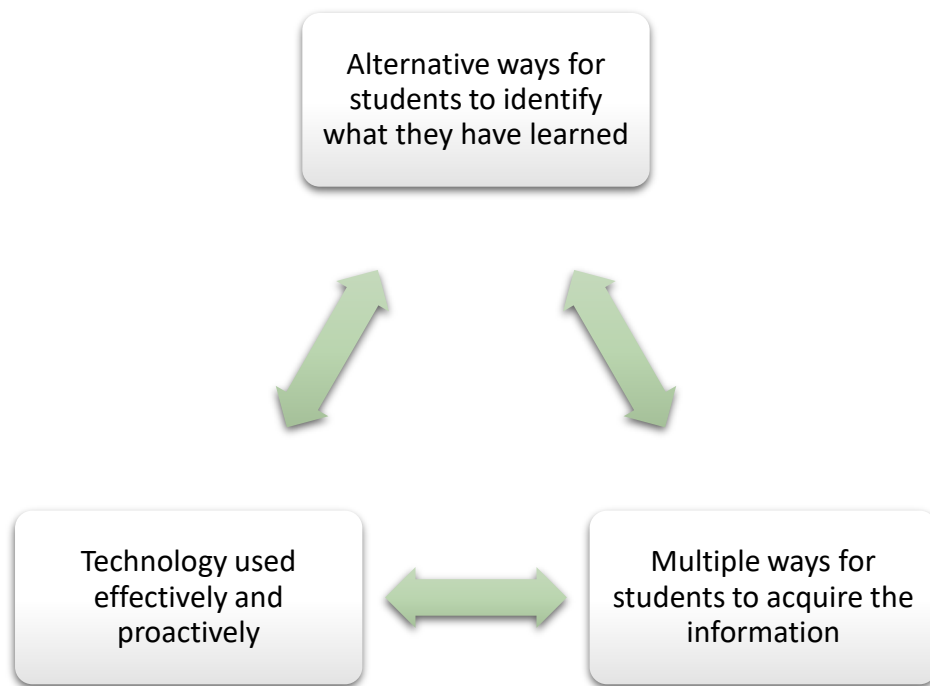 Alternative ways for
students to identify
what they have learned
Technology used
effectively and
proactively
Multiple ways for
students to acquire the
information